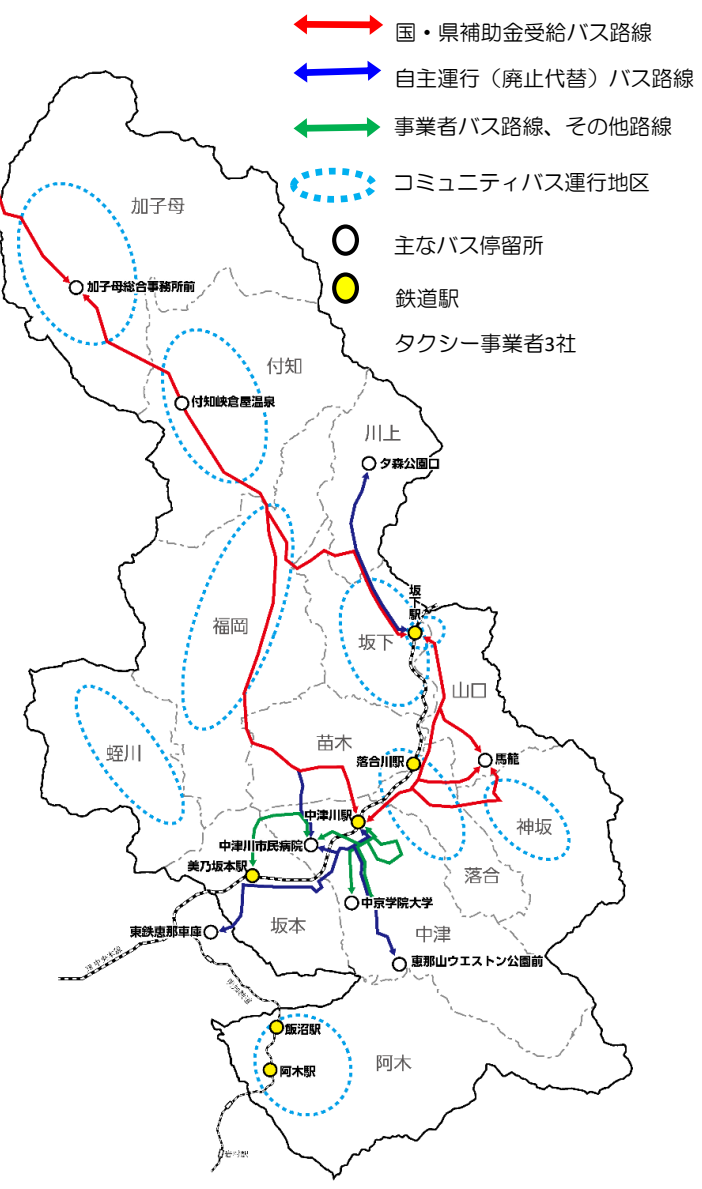 国・県補助金受給バス路線
自主運行（廃止代替）バス路線
事業者バス路線、その他路線
コミュニティバス運行地区
主なバス停留所
鉄道駅
タクシー事業者3社
加子母
加子母総合事務所前
付知
付知峡倉屋温泉
川上
夕森公園口
坂下駅
福岡
坂下
山口
苗木
落合川駅
馬籠
蛭川
中津川駅
神坂
中津川市民病院
美乃坂本駅
落合
中京学院大学
坂本
東鉄恵那車庫
中津
恵那山ウエストン公園前
飯沼駅
阿木駅
阿木